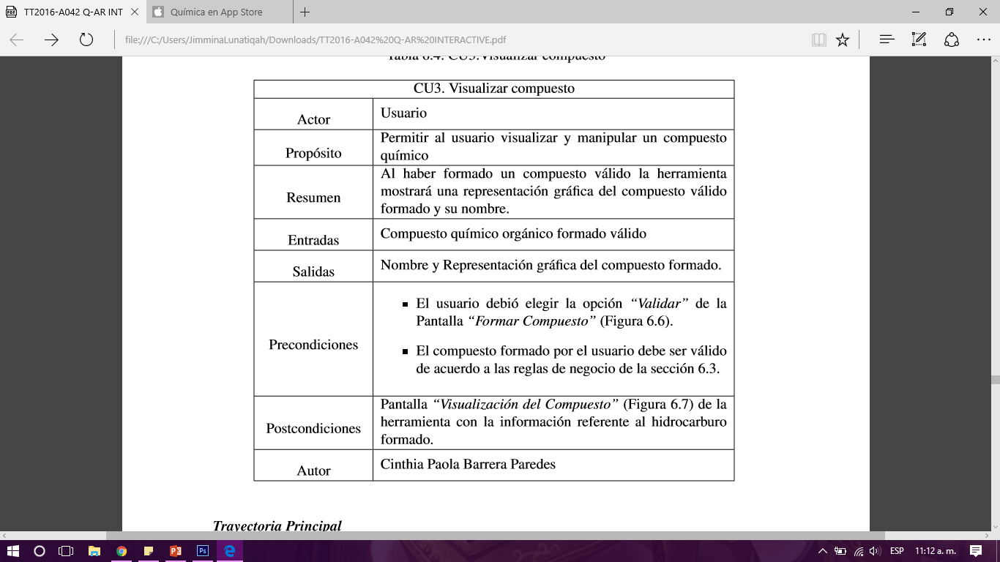 TT2016-A042 Q-AR INT
Química en App Store
file:///C:/Users/JimminaLunatiqah/Downloads/TT2016-A042%20Q-AR%20INTERACTIVE.pdf
Tabla 6.4. CU3.Visualizar compuesto
CU3. Visualizar compuesto
Actor
Usuario
Propósito
Permitir al usuario visualizar y manipular un compuesto
químico
Resumen
Al haber formado un compuesto válido la herramienta
mostrará una representación gráfica del compuesto válido
formado y su nombre.
Entradas
Compuesto químico orgánico formado válido
Salidas
Nombre y Representación gráfica del compuesto formado.
Precondiciones
El usuario debió elegir la opción “Validar” de la
Pantalla “Formar Compuesto” (Figura 6.6).
El compuesto formado por el usuario debe ser válido
de acuerdo a las reglas de negocio de la sección 6.3.
Postcondiciones
Pantalla “Visualización del Compuesto” (Figura 6.7) de la
herramienta con la información referente al hidrocarburo
formado.
Autor
Cinthia Paola Barrera Paredes
Trayectoria Principal
ESP
11:12 a. m.